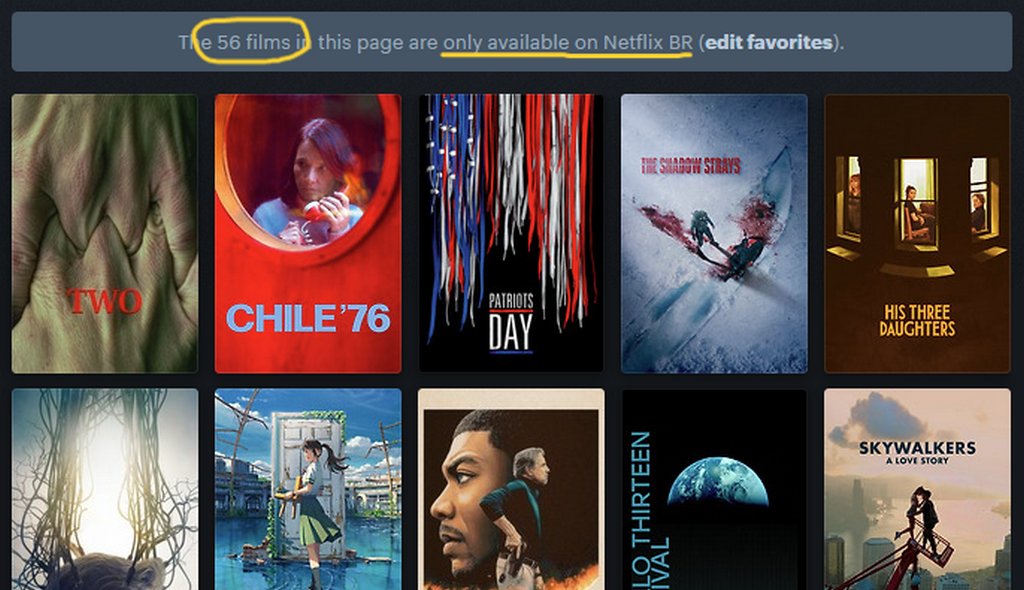 The 56 films in this page are only available on Netflix BR (edit favorites).
TWO
CHILE '76
PATRIOTS
DAY
THE SHADOW STRAYS
HIS THREE
DAUGHTERS
LO THIRTEEN
IVAL
SKYWALKERS
A LOVE STORY